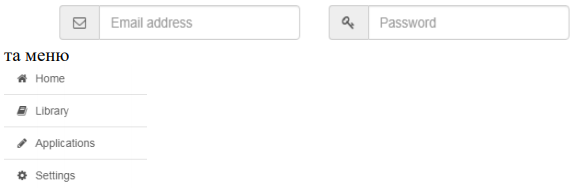 Email address Password
та меню
Home
Library
Applications
Settings